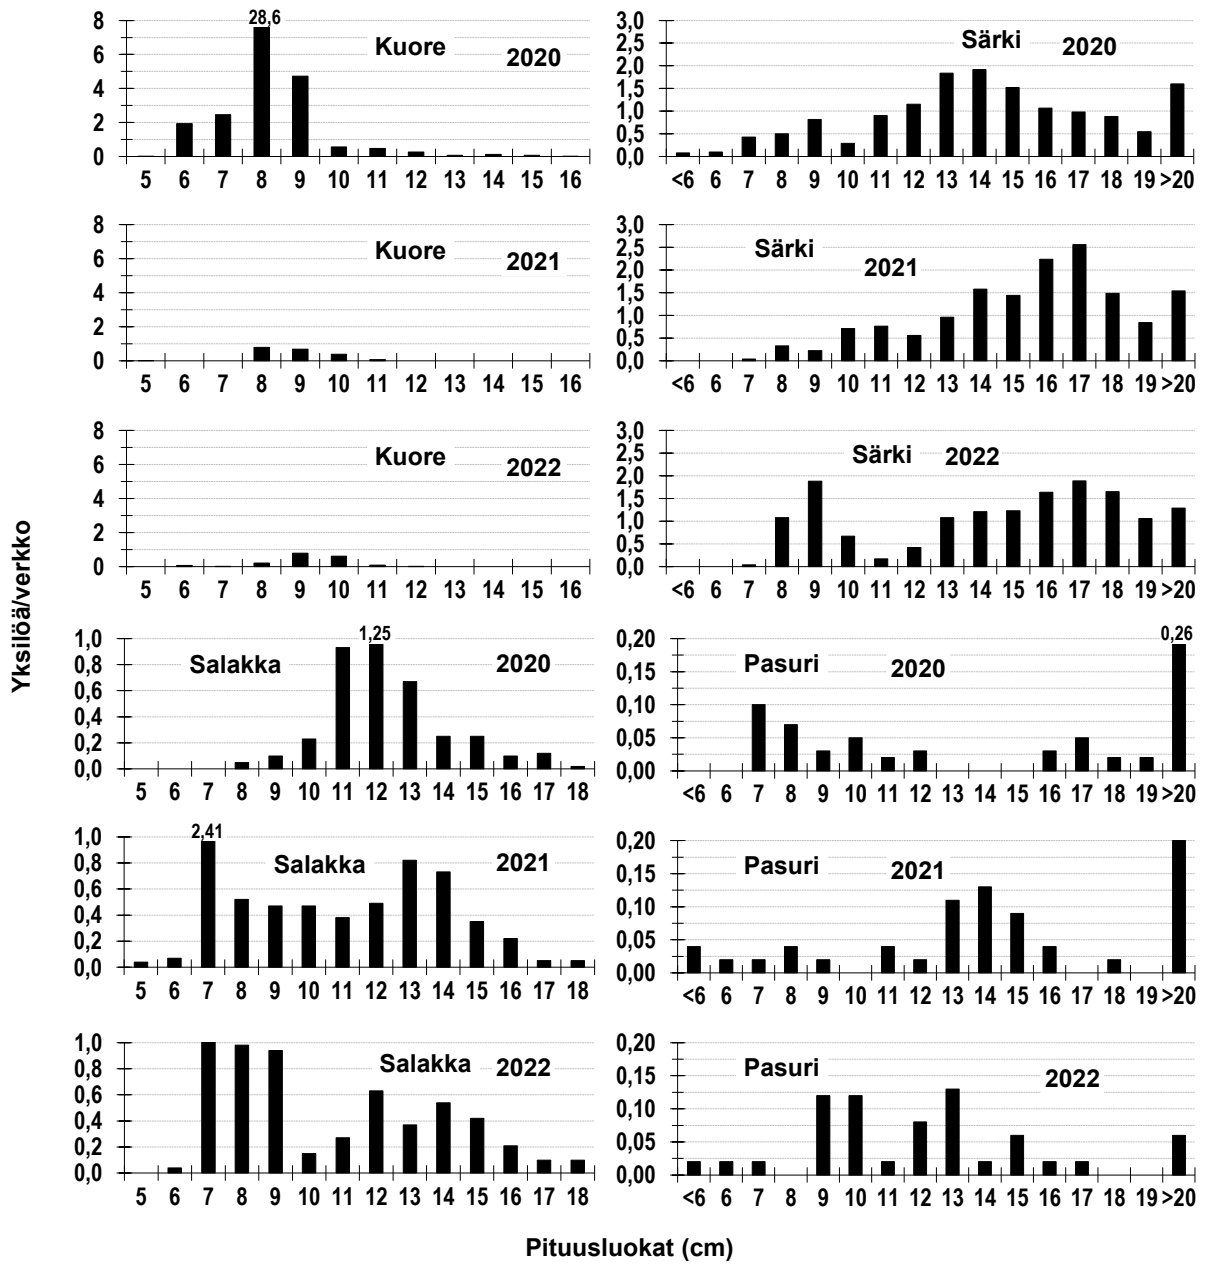 Yksilöä/verkko
28,6
Kuore 2020
8
6
4
2
0
5 6 7 8 9 10 11 12 13 14 15 16
Särki 2020
3,0
2,5
2,0
1,5
1,0
0,5
0,0
<6 6 7 8 9 10 11 12 13 14 15 16 17 18 19 >20
Kuore 2021
8
6
4
2
0
5 6 7 8 9 10 11 12 13 14 15 16
Särki 2021
3,0
2,5
2,0
1,5
1,0
0,5
0,0
<6 6 7 8 9 10 11 12 13 14 15 16 17 18 19 >20
Kuore 2022
8
6
4
2
0
5 6 7 8 9 10 11 12 13 14 15 16
Särki 2022
3,0
2,5
2,0
1,5
1,0
0,5
0,0
<6 6 7 8 9 10 11 12 13 14 15 16 17 18 19 >20
1,25
Salakka 2020
1,0
0,8
0,6
0,4
0,2
0,0
5 6 7 8 9 10 11 12 13 14 15 16 17 18
0,26
Pasuri 2020
0,20
0,15
0,10
0,05
0,00
<6 6 7 8 9 10 11 12 13 14 15 16 17 18 19 >20
2,41
Salakka 2021
1,0
0,8
0,6
0,4
0,2
0,0
5 6 7 8 9 10 11 12 13 14 15 16 17 18
Pasuri 2021
0,20
0,15
0,10
0,05
0,00
<6 6 7 8 9 10 11 12 13 14 15 16 17 18 19 >20
Salakka 2022
1,0
0,8
0,6
0,4
0,2
0,0
5 6 7 8 9 10 11 12 13 14 15 16 17 18
Pasuri 2022
0,20
0,15
0,10
0,05
0,00
<6 6 7 8 9 10 11 12 13 14 15 16 17 18 19 >20
Pituusluokat (cm)